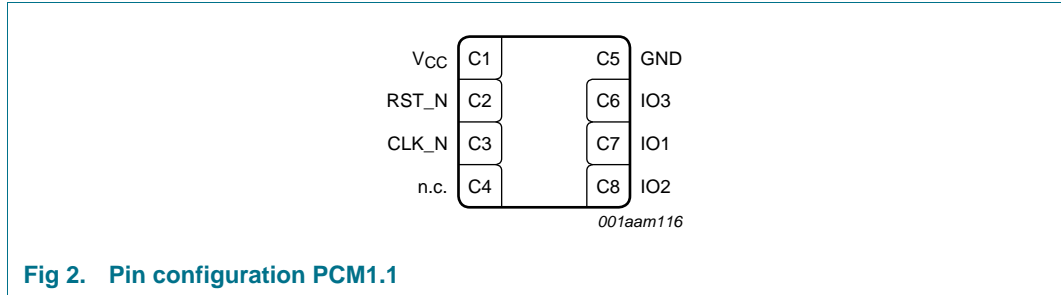 VCC C1 C5 GND
RST_N C2 C6 IO3
CLK_N C3 C7 IO1
n.c. C4 C8 IO2
001aam116
Fig 2. Pin configuration PCM1.1